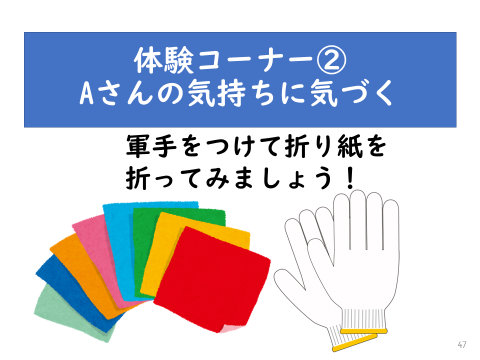 体験コーナー②
Aさんの気持ちに気づく
軍手をつけて折り紙を
折ってみましょう！
47